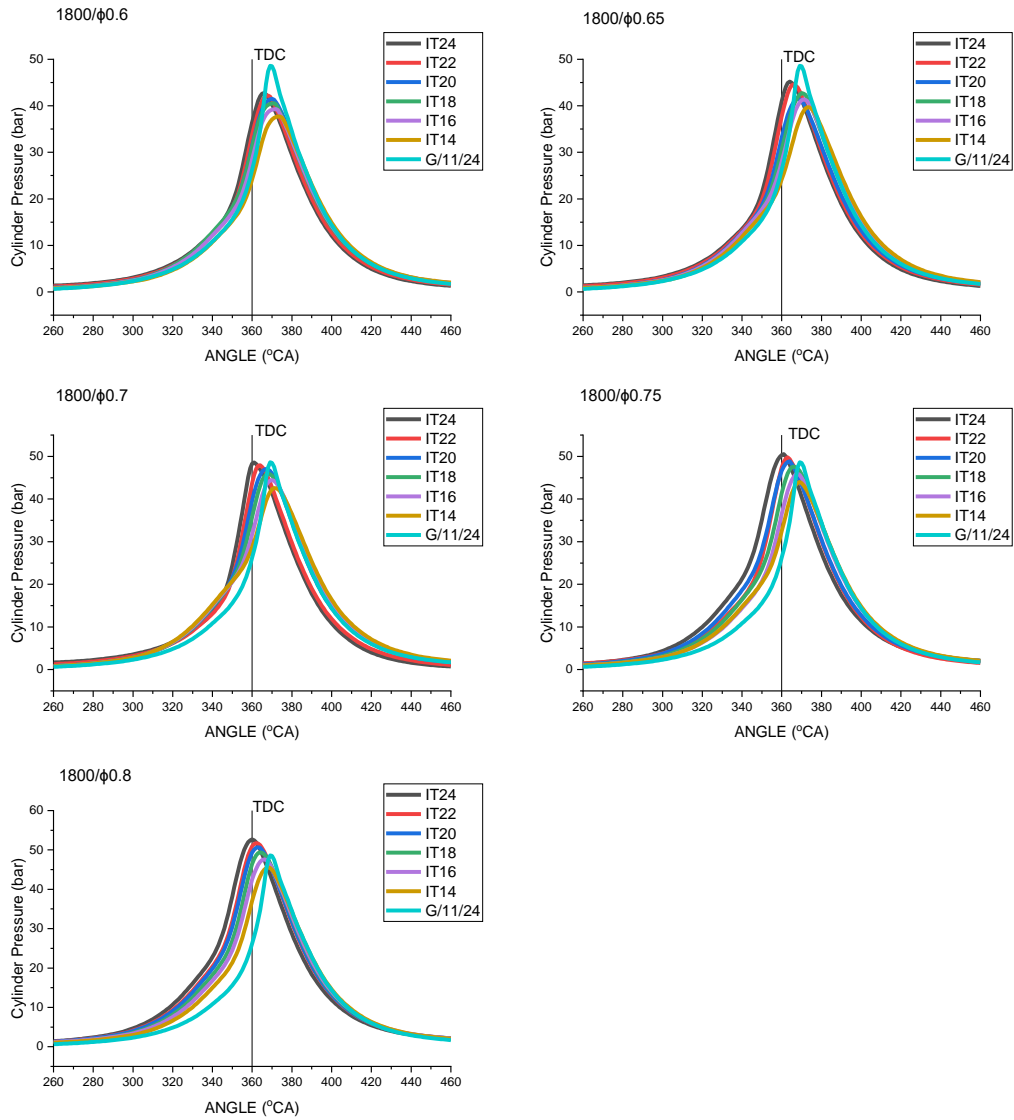 1800/ϕ0.6
TDC
IT24
IT22
IT20
IT18
IT16
IT14
G/11/24
50
40
30
20
10
0
Cylinder Pressure (bar)
260 280 300 320 340 360 380 400 420 440 460
ANGLE (°CA)
1800/ϕ0.65
TDC
IT24
IT22
IT20
IT18
IT16
IT14
G/11/24
50
40
30
20
10
0
Cylinder Pressure (bar)
260 280 300 320 340 360 380 400 420 440 460
ANGLE (°CA)
1800/ϕ0.7
TDC
IT24
IT22
IT20
IT18
IT16
IT14
G/11/24
50
40
30
20
10
0
Cylinder Pressure (bar)
260 280 300 320 340 360 380 400 420 440 460
ANGLE (°CA)
1800/ϕ0.75
TDC
IT24
IT22
IT20
IT18
IT16
IT14
G/11/24
50
40
30
20
10
0
Cylinder Pressure (bar)
260 280 300 320 340 360 380 400 420 440 460
ANGLE (°CA)
1800/ϕ0.8
TDC
IT24
IT22
IT20
IT18
IT16
IT14
G/11/24
60
50
40
30
20
10
0
Cylinder Pressure (bar)
260 280 300 320 340 360 380 400 420 440 460
ANGLE (°CA)